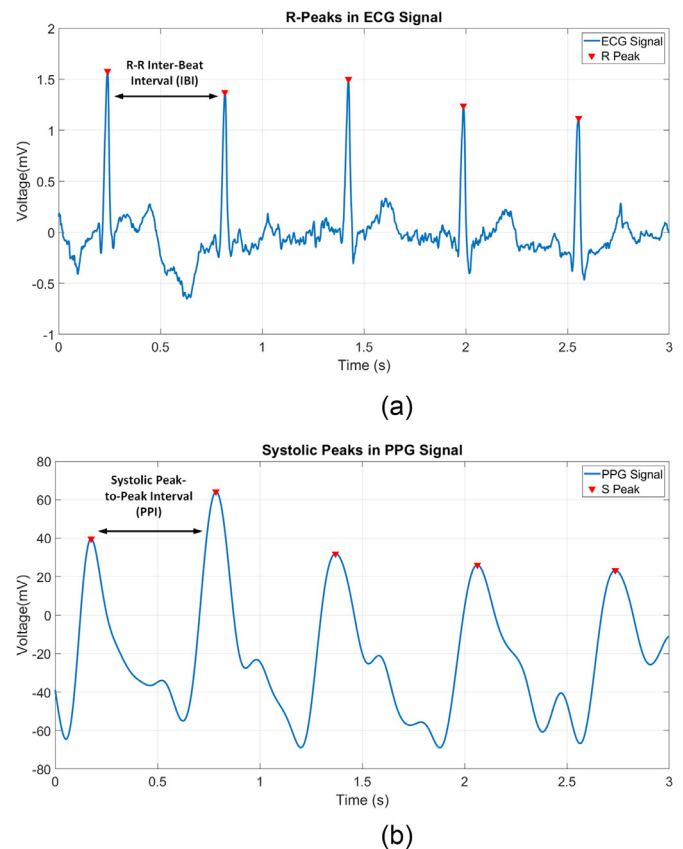 R-Peaks in ECG Signal
2
1.5
1
0.5
0
-0.5
-1
Voltage(mV)
R-R Inter-Beat
Interval (IBI)
ECG Signal
R Peak
0 0.5 1 1.5 2 2.5 3
Time (s)
(a)
Systolic Peaks in PPG Signal
80
60
40
20
0
-20
-40
-60
-80
Voltage(mV)
Systolic Peak-
to-Peak Interval
(PPI)
PPG Signal
S Peak
0 0.5 1 1.5 2 2.5 3
Time (s)
(b)